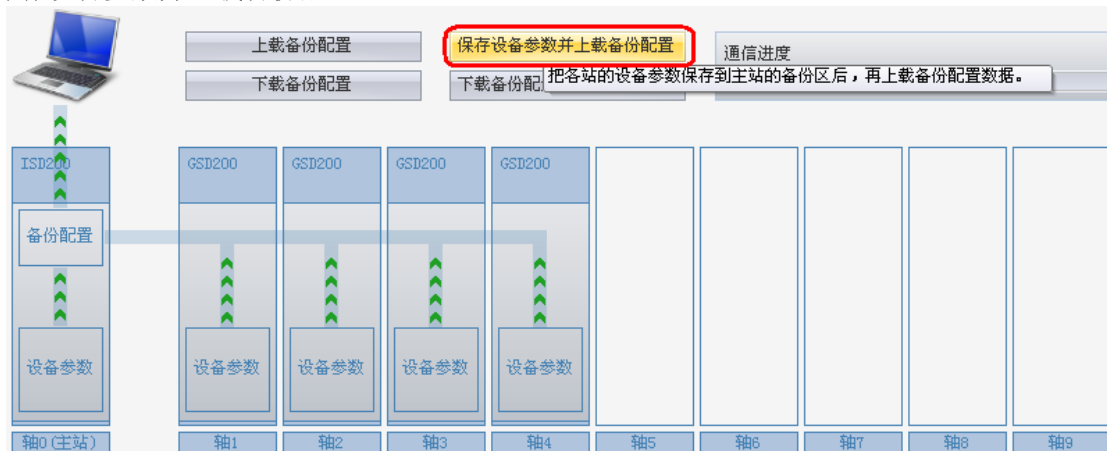 上载备份配置
保存设备参数并上载备份配置
通信进度
把各站的设备参数保存到主站的备份区后，再上载备份配置数据。
下载备份配置
下载备份配
ISD200
GSD200
GSD200
GSD200
GSD200
备份配置
设备参数
设备参数
设备参数
设备参数
设备参数
轴0(主站)
轴1
轴2
轴3
轴4
轴5
轴6
轴7
轴8
轴9